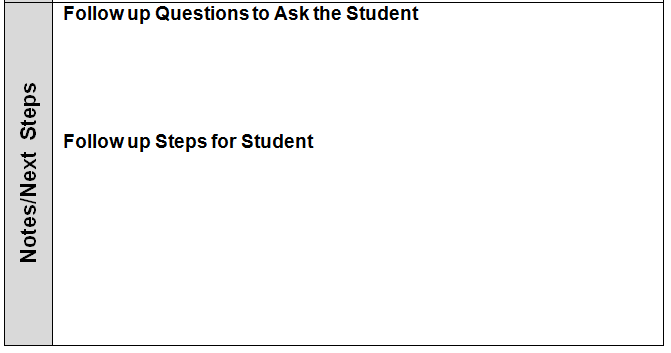 Notes/Next Steps
Follow up Questions to Ask the Student
Follow up Steps for Student